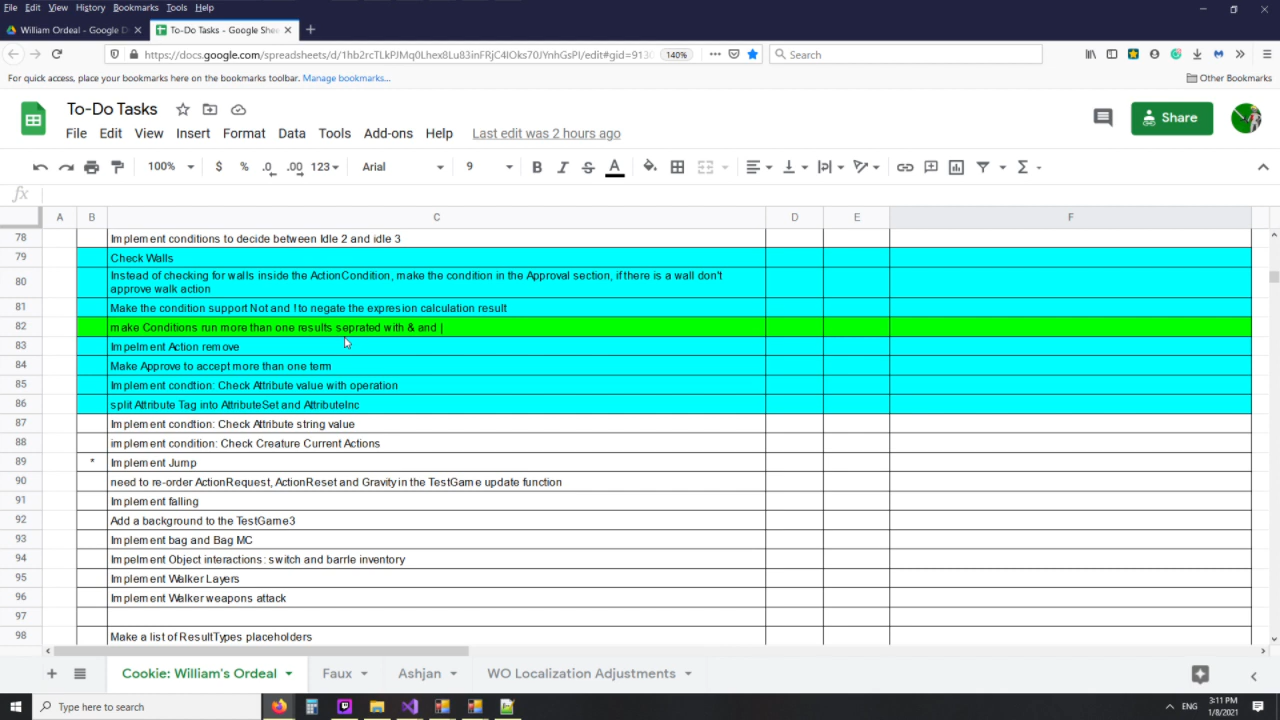 File Edit View History Bookmarks Tools Help
William Ordeal - Google D
To-Do Tasks - Google Shee
140%
Search
For quick access, place your bookmarks here on the bookmarks toolbar. Manage bookmarks...
Other Bookmarks
To-Do Tasks
Share
File Edit View Insert Format Data Tools Add-ons Help Last edit was 2 hours ago
100% $ % .0 .00 123 Arial 9 B I S A
fx
A B C D E F
78 Implement conditions to decide between Idle 2 and idle 3
79 Check Walls
80 Instead of checking for walls inside the ActionCondition, make the condition in the Approval section, if there is a wall don't
approve walk action
81 Make the condition support Not and ! to negate the expresion calculation result
82 make Conditions run more than one results seprated with & and |
83 Impelment Action remove
84 Make Approve to accept more than one term
85 Implement condtion: Check Attribute value with operation
86 split Attribute Tag into AttributeSet and AttributeInc
87 Implement condtion: Check Attribute string value
88 implement condition: Check Creature Current Actions
89 * Implement Jump
90 need to re-order ActionRequest, ActionReset and Gravity in the TestGame update function
91 Implement falling
92 Add a background to the TestGame3
93 Implement bag and Bag MC
94 Impelment Object interactions: switch and barrle inventory
95 Implement Walker Layers
96 Implement Walker weapons attack
97
98 Make a list of ResultTypes placeholders
Cookie: William's Ordeal Faux Ashjan WO Localization Adjustments
Type here to search
ENG
3:11 PM
1/8/2021